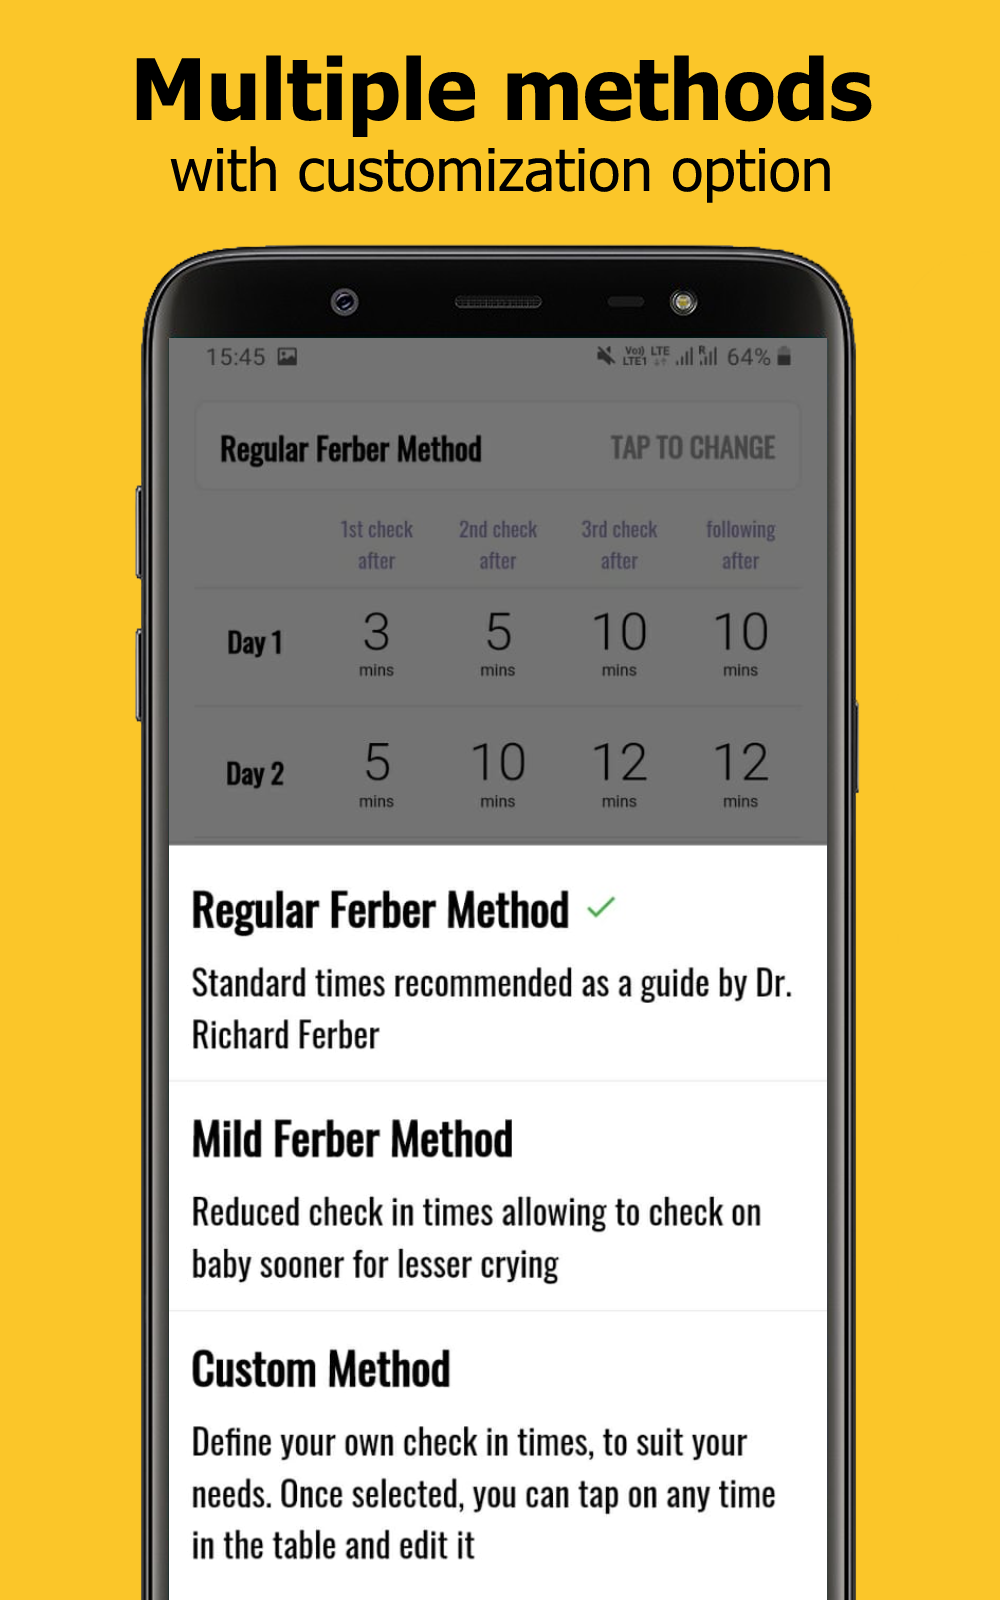 Multiple methods
with customization option
15:45 64%
Vo)) LTE R
LTE1
Regular Ferber Method TAP TO CHANGE
1st check 2nd check 3rd check following
after after after after
Day 1 3 5 10 10
mins mins mins mins
Day 2 5 10 12 12
mins mins mins mins
Regular Ferber Method
Standard times recommended as a guide by Dr.
Richard Ferber
Mild Ferber Method
Reduced check in times allowing to check on
baby sooner for lesser crying
Custom Method
Define your own check in times, to suit your
needs. Once selected, you can tap on any time
in the table and edit it